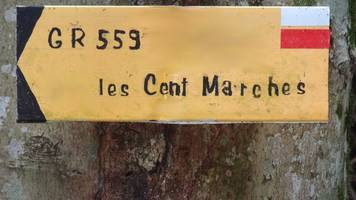 GR 559
les Cent Marches